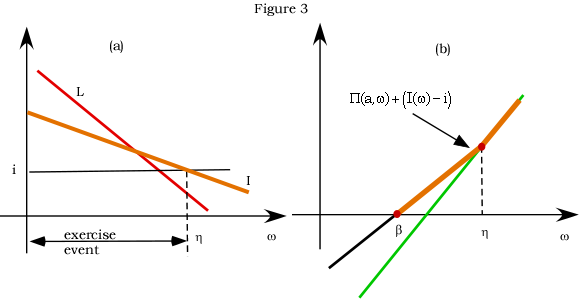 Figure 3
(a)
L
i
I
exercise
event
η
ω
(b)
Π(a,ω)+(I(ω)−i)
β
η
ω